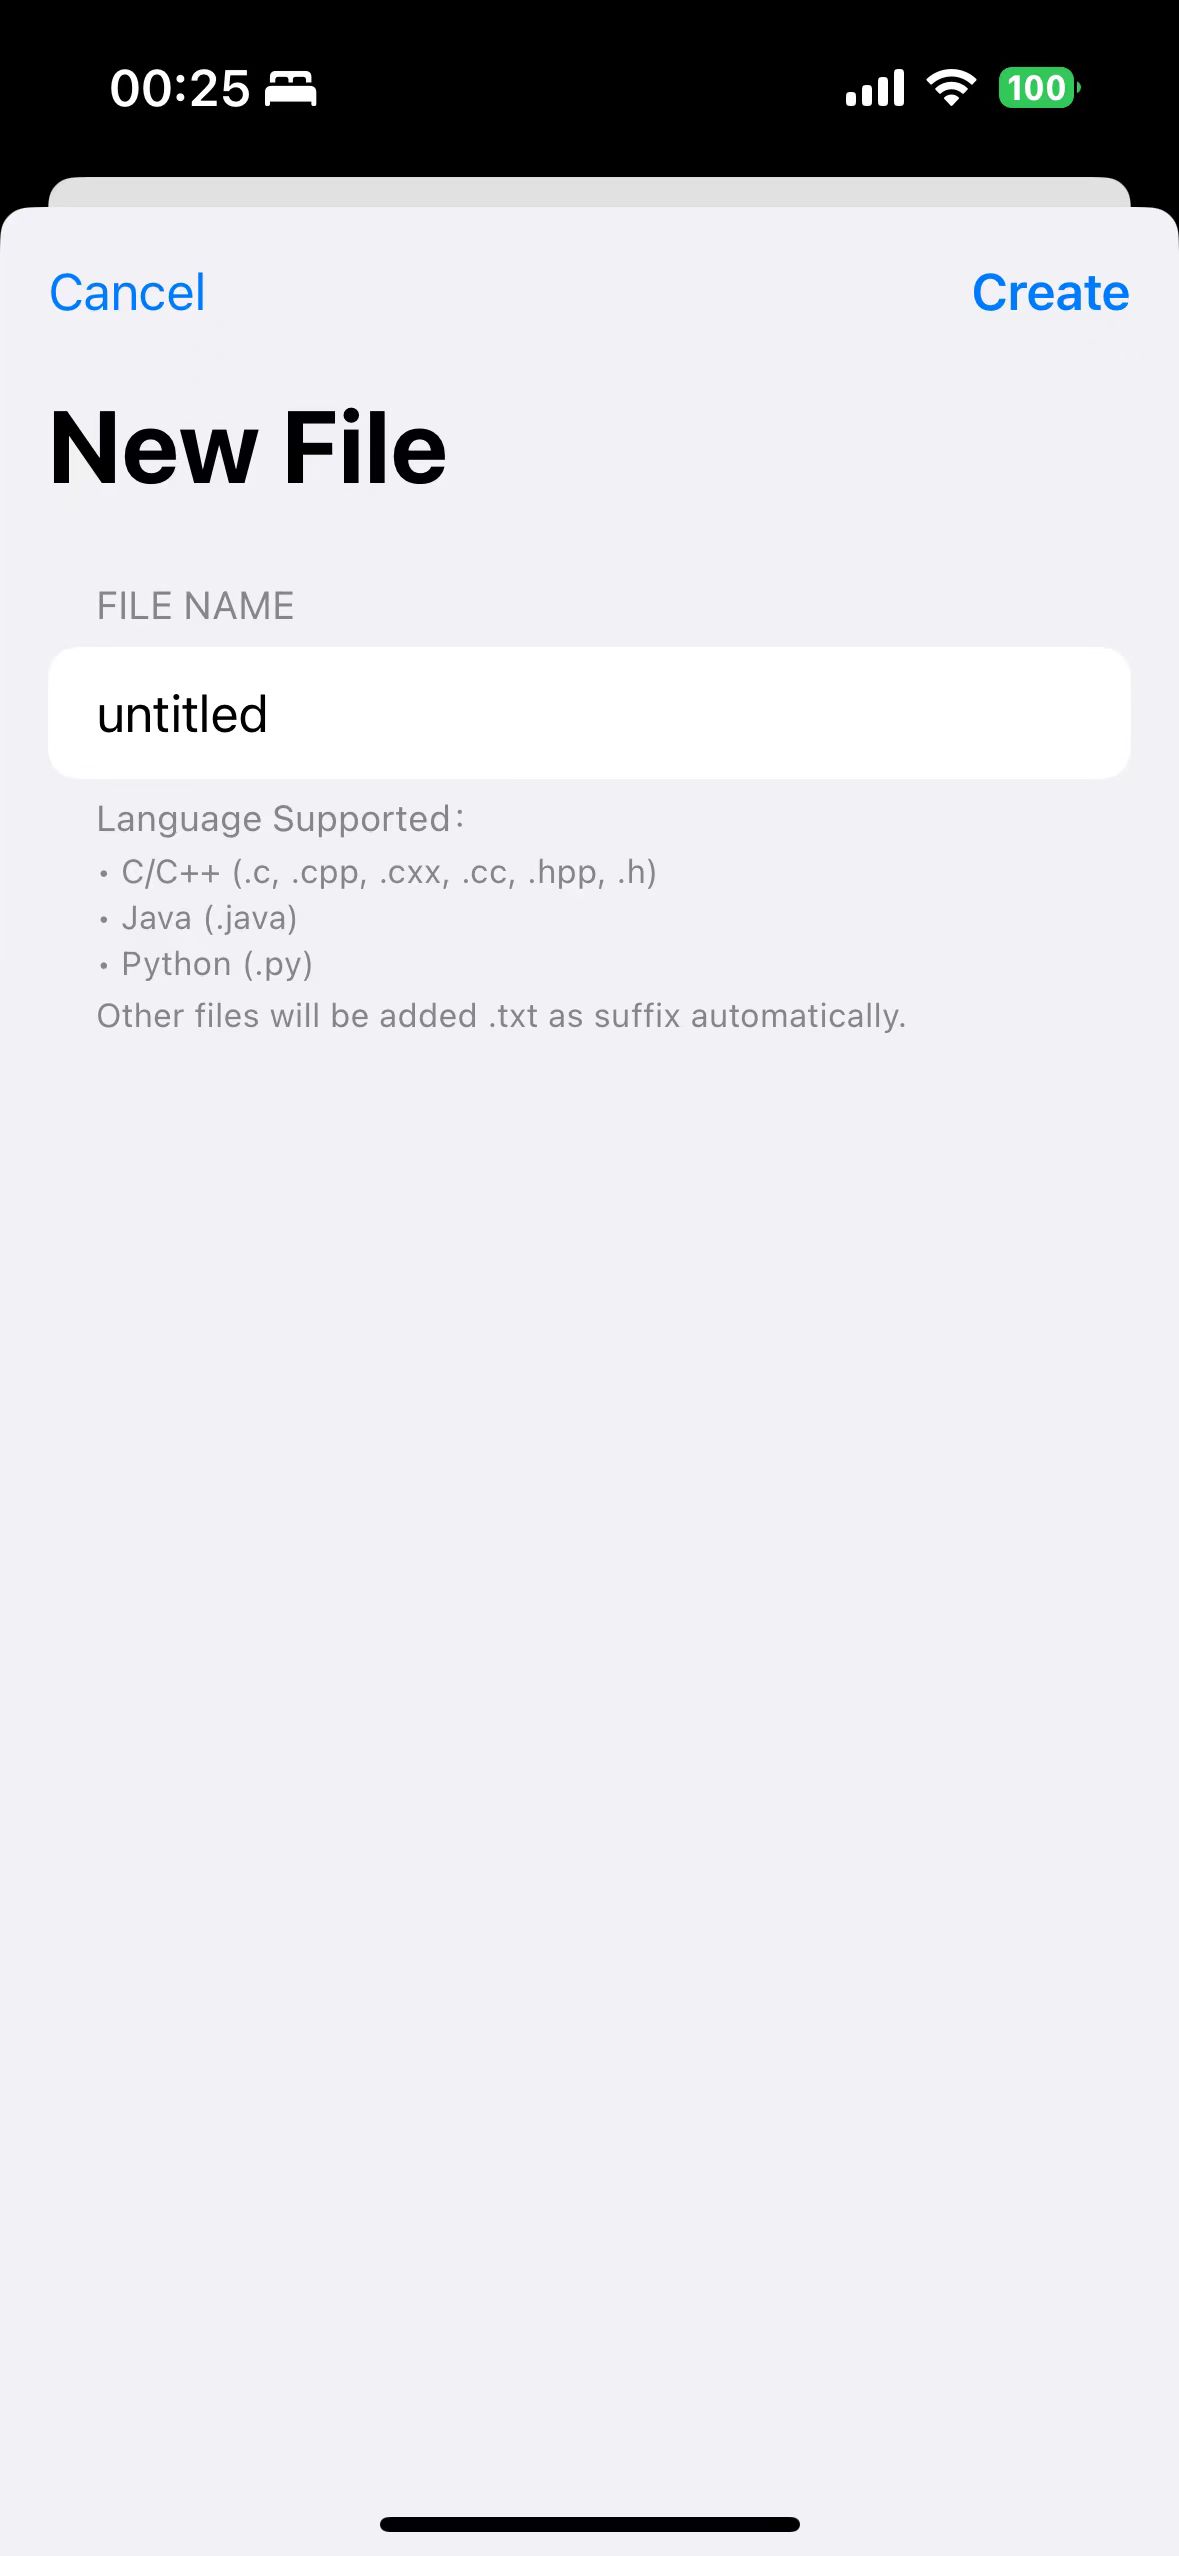 00:25
100
Cancel
Create
New File
FILE NAME
untitled
Language Supported:
• C/C++ (.c, .cpp, .cxx, .cc, .hpp, .h)
• Java (.java)
• Python (.py)
Other files will be added .txt as suffix automatically.